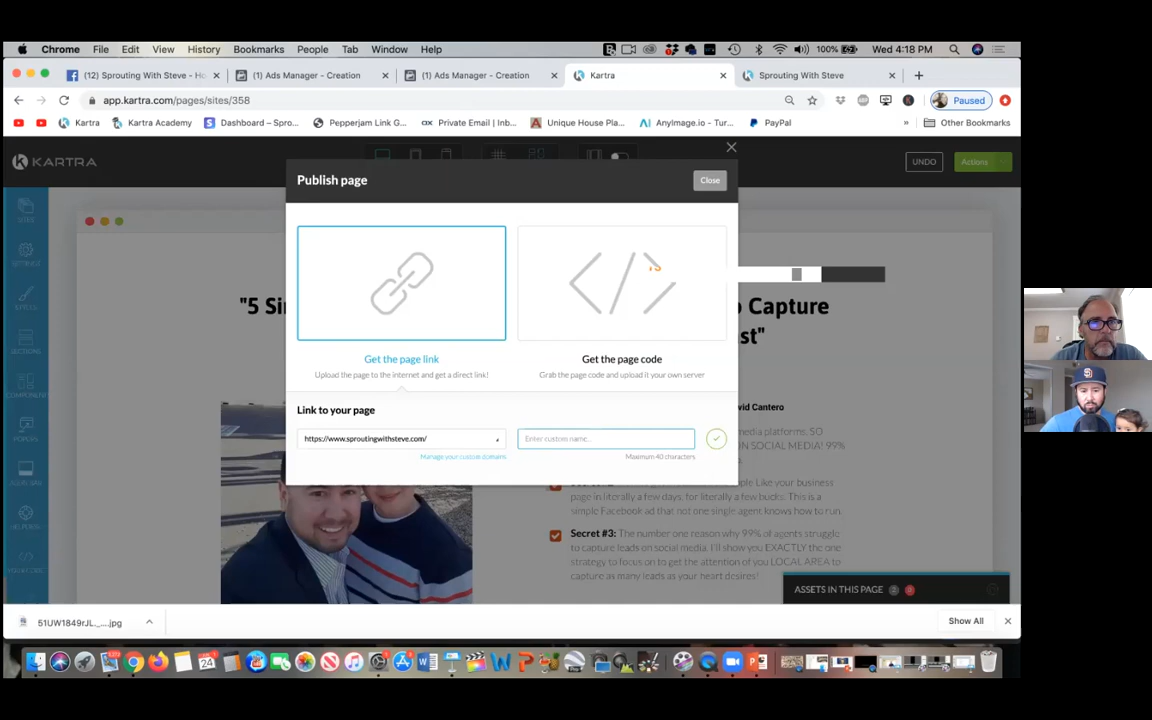 Chrome File Edit View History Bookmarks People Tab Window Help 100% Wed 4:18 PM
(12) Sprouting With Steve - Ho
(1) Ads Manager - Creation
(1) Ads Manager - Creation
Kartra
Sprouting With Steve
app.kartra.com/pages/sites/358
Paused
Kartra
Kartra Academy
Dashboard – Spro...
Pepperjam Link G...
Private Email | Inb...
Unique House Pla...
AnyImage.io - Tur...
PayPal
Other Bookmarks
KARTRA
UNDO
Actions
Publish page
Close
"5 Si
o Capture
st"
Get the page link
Get the page code
Upload the page to the internet and get a direct link!
Grab the page code and upload it your own server
Link to your page
vid Cantero
https://www.sproutingwithsteve.com/
Enter custom name...
media platforms. SO
ON SOCIAL MEDIA! 99%
Manage your custom domains
Maximum 40 characters
Like your business
page in literally a few days, for literally a few bucks. This is a
simple Facebook ad that not one single agent knows how to run.
Secret #3: The number one reason why 99% of agents struggle
to capture leads on social media. I'll show you EXACTLY the one
strategy to focus on to get the attention of you LOCAL AREA to
capture as many leads as your heart desires!
ASSETS IN THIS PAGE
51UW1849rJL._....jpg
Show All